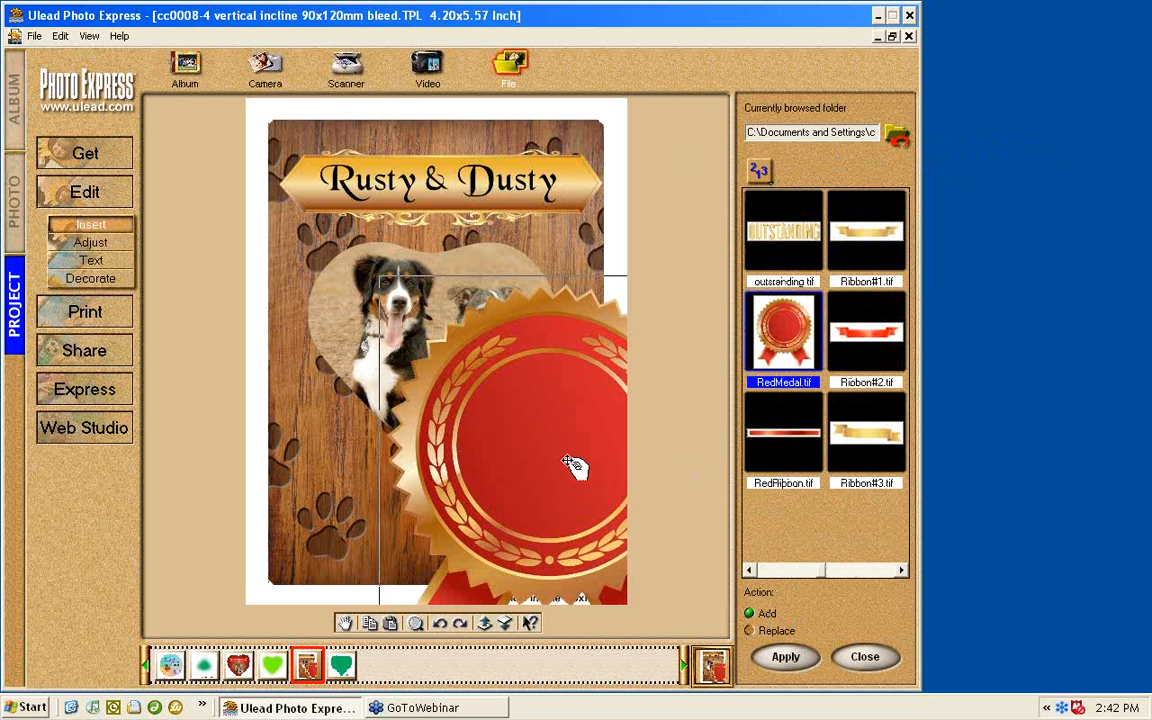 Ulead Photo Express - [cc0008-4 vertical incline 90x120mm bleed.TPL 4.20x5.57 Inch]
File Edit View Help
ALBUM
PHOTO
PROJECT
PHOTO EXPRESS
www.ulead.com
Album
Camera
Scanner
Video
File
Get
Edit
Insert
Adjust
Text
Decorate
Print
Share
Express
Web Studio
Rusty & Dusty
Currently browsed folder
C:\Documents and Settings\c
213
OUTSTANDING
outstending.tif
Ribbon#1.tif
RedMedal.tif
Ribbon#2.tif
RedRibbon.tif
Ribbon#3.tif
Action:
Add
Replace
Apply
Close
Start
Ulead Photo Expre...
GoToWebinar
2:42 PM